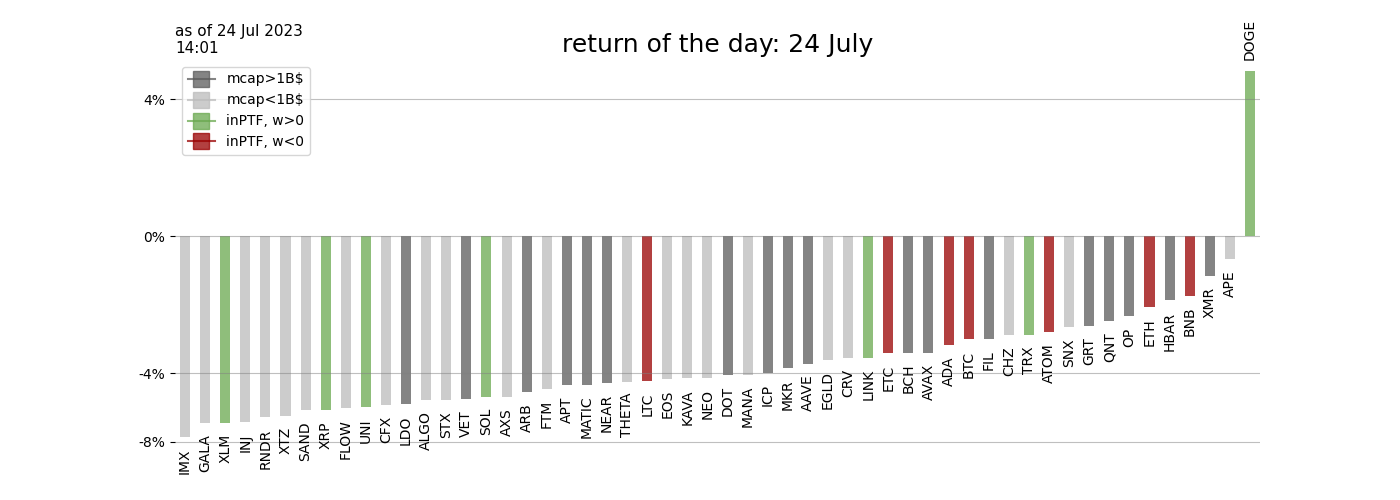 as of 24 Jul 2023
14:01
return of the day: 24 July
mcap>1B$
mcap<1B$
inPTF, w>0
inPTF, w<0
4%
0%
-4%
-8%
IMX
GALA
XLM
INJ
RNDR
XTZ
SAND
XRP
FLOW
UNI
CFX
LDO
ALGO
STX
VET
SOL
AXS
ARB
FTM
APT
MATIC
NEAR
THETA
LTC
EOS
KAVA
NEO
DOT
MANA
ICP
MKR
AAVE
EGLD
CRV
LINK
ETC
BCH
AVAX
ADA
BTC
FIL
CHZ
TRX
ATOM
SNX
GRT
QNT
OP
ETH
HBAR
BNB
XMR
APE
DOGE